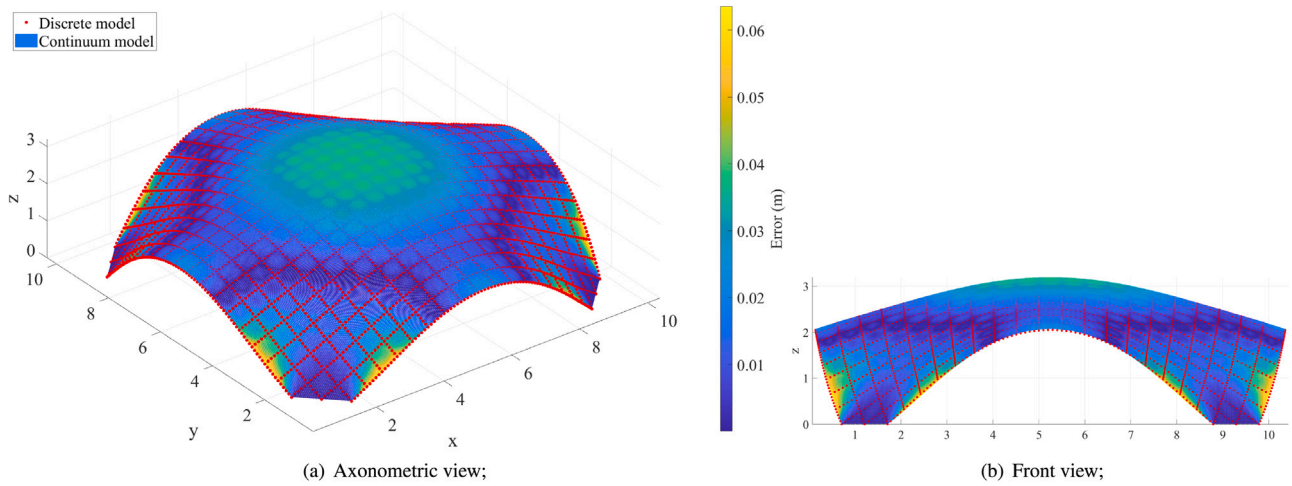 Discrete model
Continuum model
3
2
1
0
z
10
8
6
4
2
y
2
4
6
8
10
x
(a) Axonometric view;
0.06
0.05
0.04
0.03
0.02
0.01
Error (m)
3
2
1
0
z
1 2 3 4 5 6 7 8 9 10
(b) Front view;